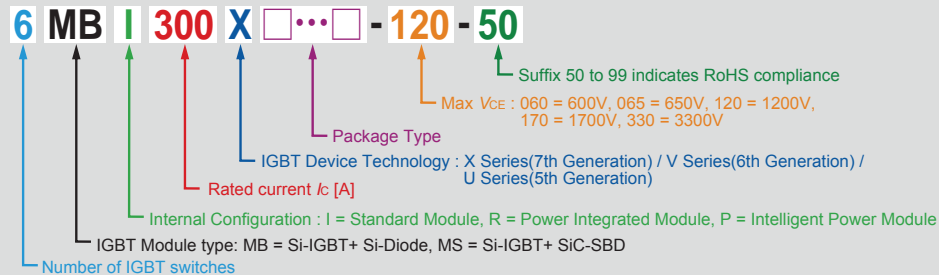 6 MB I 300 X □···□ - 120 - 50
Suffix 50 to 99 indicates RoHS compliance
Max VCE : 060 = 600V, 065 = 650V, 120 = 1200V,
170 = 1700V, 330 = 3300V
Package Type
IGBT Device Technology : X Series(7th Generation) / V Series(6th Generation) /
U Series(5th Generation)
Rated current Ic [A]
Internal Configuration : I = Standard Module, R = Power Integrated Module, P = Intelligent Power Module
IGBT Module type: MB = Si-IGBT+ Si-Diode, MS = Si-IGBT+ SiC-SBD
Number of IGBT switches